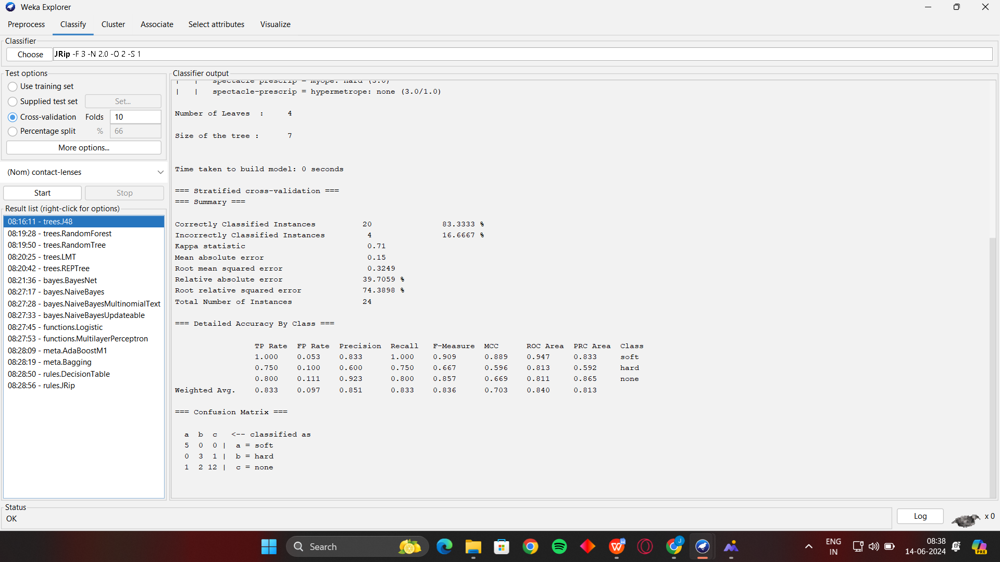 Weka Explorer
Preprocess Classify Cluster Associate Select attributes Visualize
Classifier
Choose JRip -F 3 -N 2.0 -O 2 -S 1
Test options
Use training set
Supplied test set Set...
Cross-validation Folds 10
Percentage split % 66
More options...
(Nom) contact-lenses
Start Stop
Result list (right-click for options)
08:16:11 - trees.J48
08:19:28 - trees.RandomForest
08:19:50 - trees.RandomTree
08:20:25 - trees.LMT
08:20:42 - trees.REPTree
08:21:36 - bayes.BayesNet
08:27:17 - bayes.NaiveBayes
08:27:28 - bayes.NaiveBayesMultinomialText
08:27:33 - bayes.NaiveBayesUpdateable
08:27:45 - functions.Logistic
08:27:53 - functions.MultilayerPerceptron
08:28:09 - meta.AdaBoostM1
08:28:19 - meta.Bagging
08:28:50 - rules.DecisionTable
08:28:56 - rules.JRip
Classifier output
| | spectacle-prescrip = myope: hard (3.0)
| | spectacle-prescrip = hypermetrope: none (3.0/1.0)
Number of Leaves : 4
Size of the tree : 7
Time taken to build model: 0 seconds
=== Stratified cross-validation ===
=== Summary ===
Correctly Classified Instances 20 83.3333 %
Incorrectly Classified Instances 4 16.6667 %
Kappa statistic 0.71
Mean absolute error 0.15
Root mean squared error 0.3249
Relative absolute error 39.7059 %
Root relative squared error 74.3898 %
Total Number of Instances 24
=== Detailed Accuracy By Class ===
TP Rate FP Rate Precision Recall F-Measure MCC ROC Area PRC Area Class
1.000 0.053 0.833 1.000 0.909 0.889 0.947 0.833 soft
0.750 0.100 0.600 0.750 0.667 0.596 0.813 0.592 hard
0.800 0.111 0.923 0.800 0.857 0.669 0.811 0.865 none
Weighted Avg. 0.833 0.097 0.851 0.833 0.836 0.703 0.840 0.813
=== Confusion Matrix ===
a b c <-- classified as
5 0 0 | a = soft
0 3 1 | b = hard
1 2 12 | c = none
Status
OK
Log
x 0
Search
J
W
PRE
ENG
IN
08:38
14-06-2024